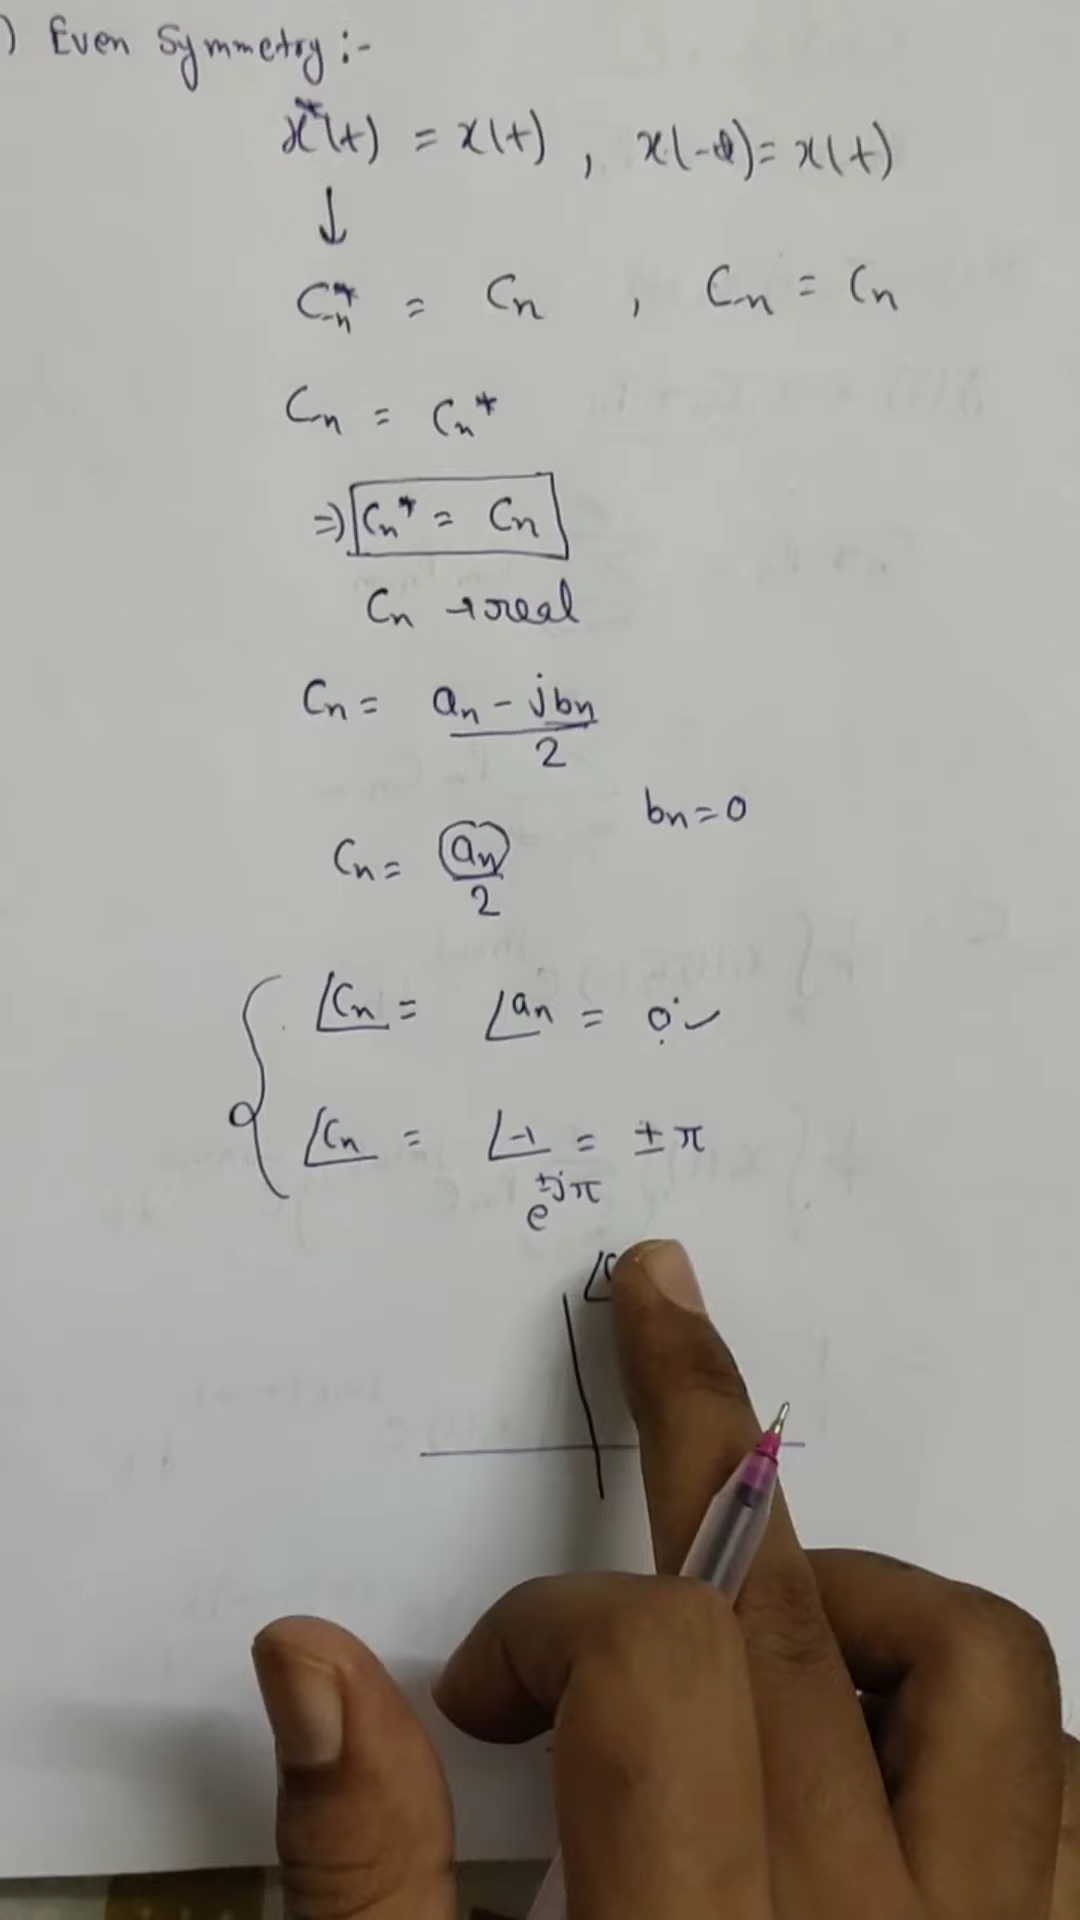 ) Even Symmetry :-
x*(t) = x(t) , x(-t) = x(t)
↓
C-n* = Cn , C-n = Cn
C-n = Cn*
⇒ Cn* = Cn
Cn → real
Cn = an - jbn / 2
bn = 0
Cn = an / 2
∠Cn = ∠an = 0°
∠Cn = ∠-1 = ± π
e^±jπ